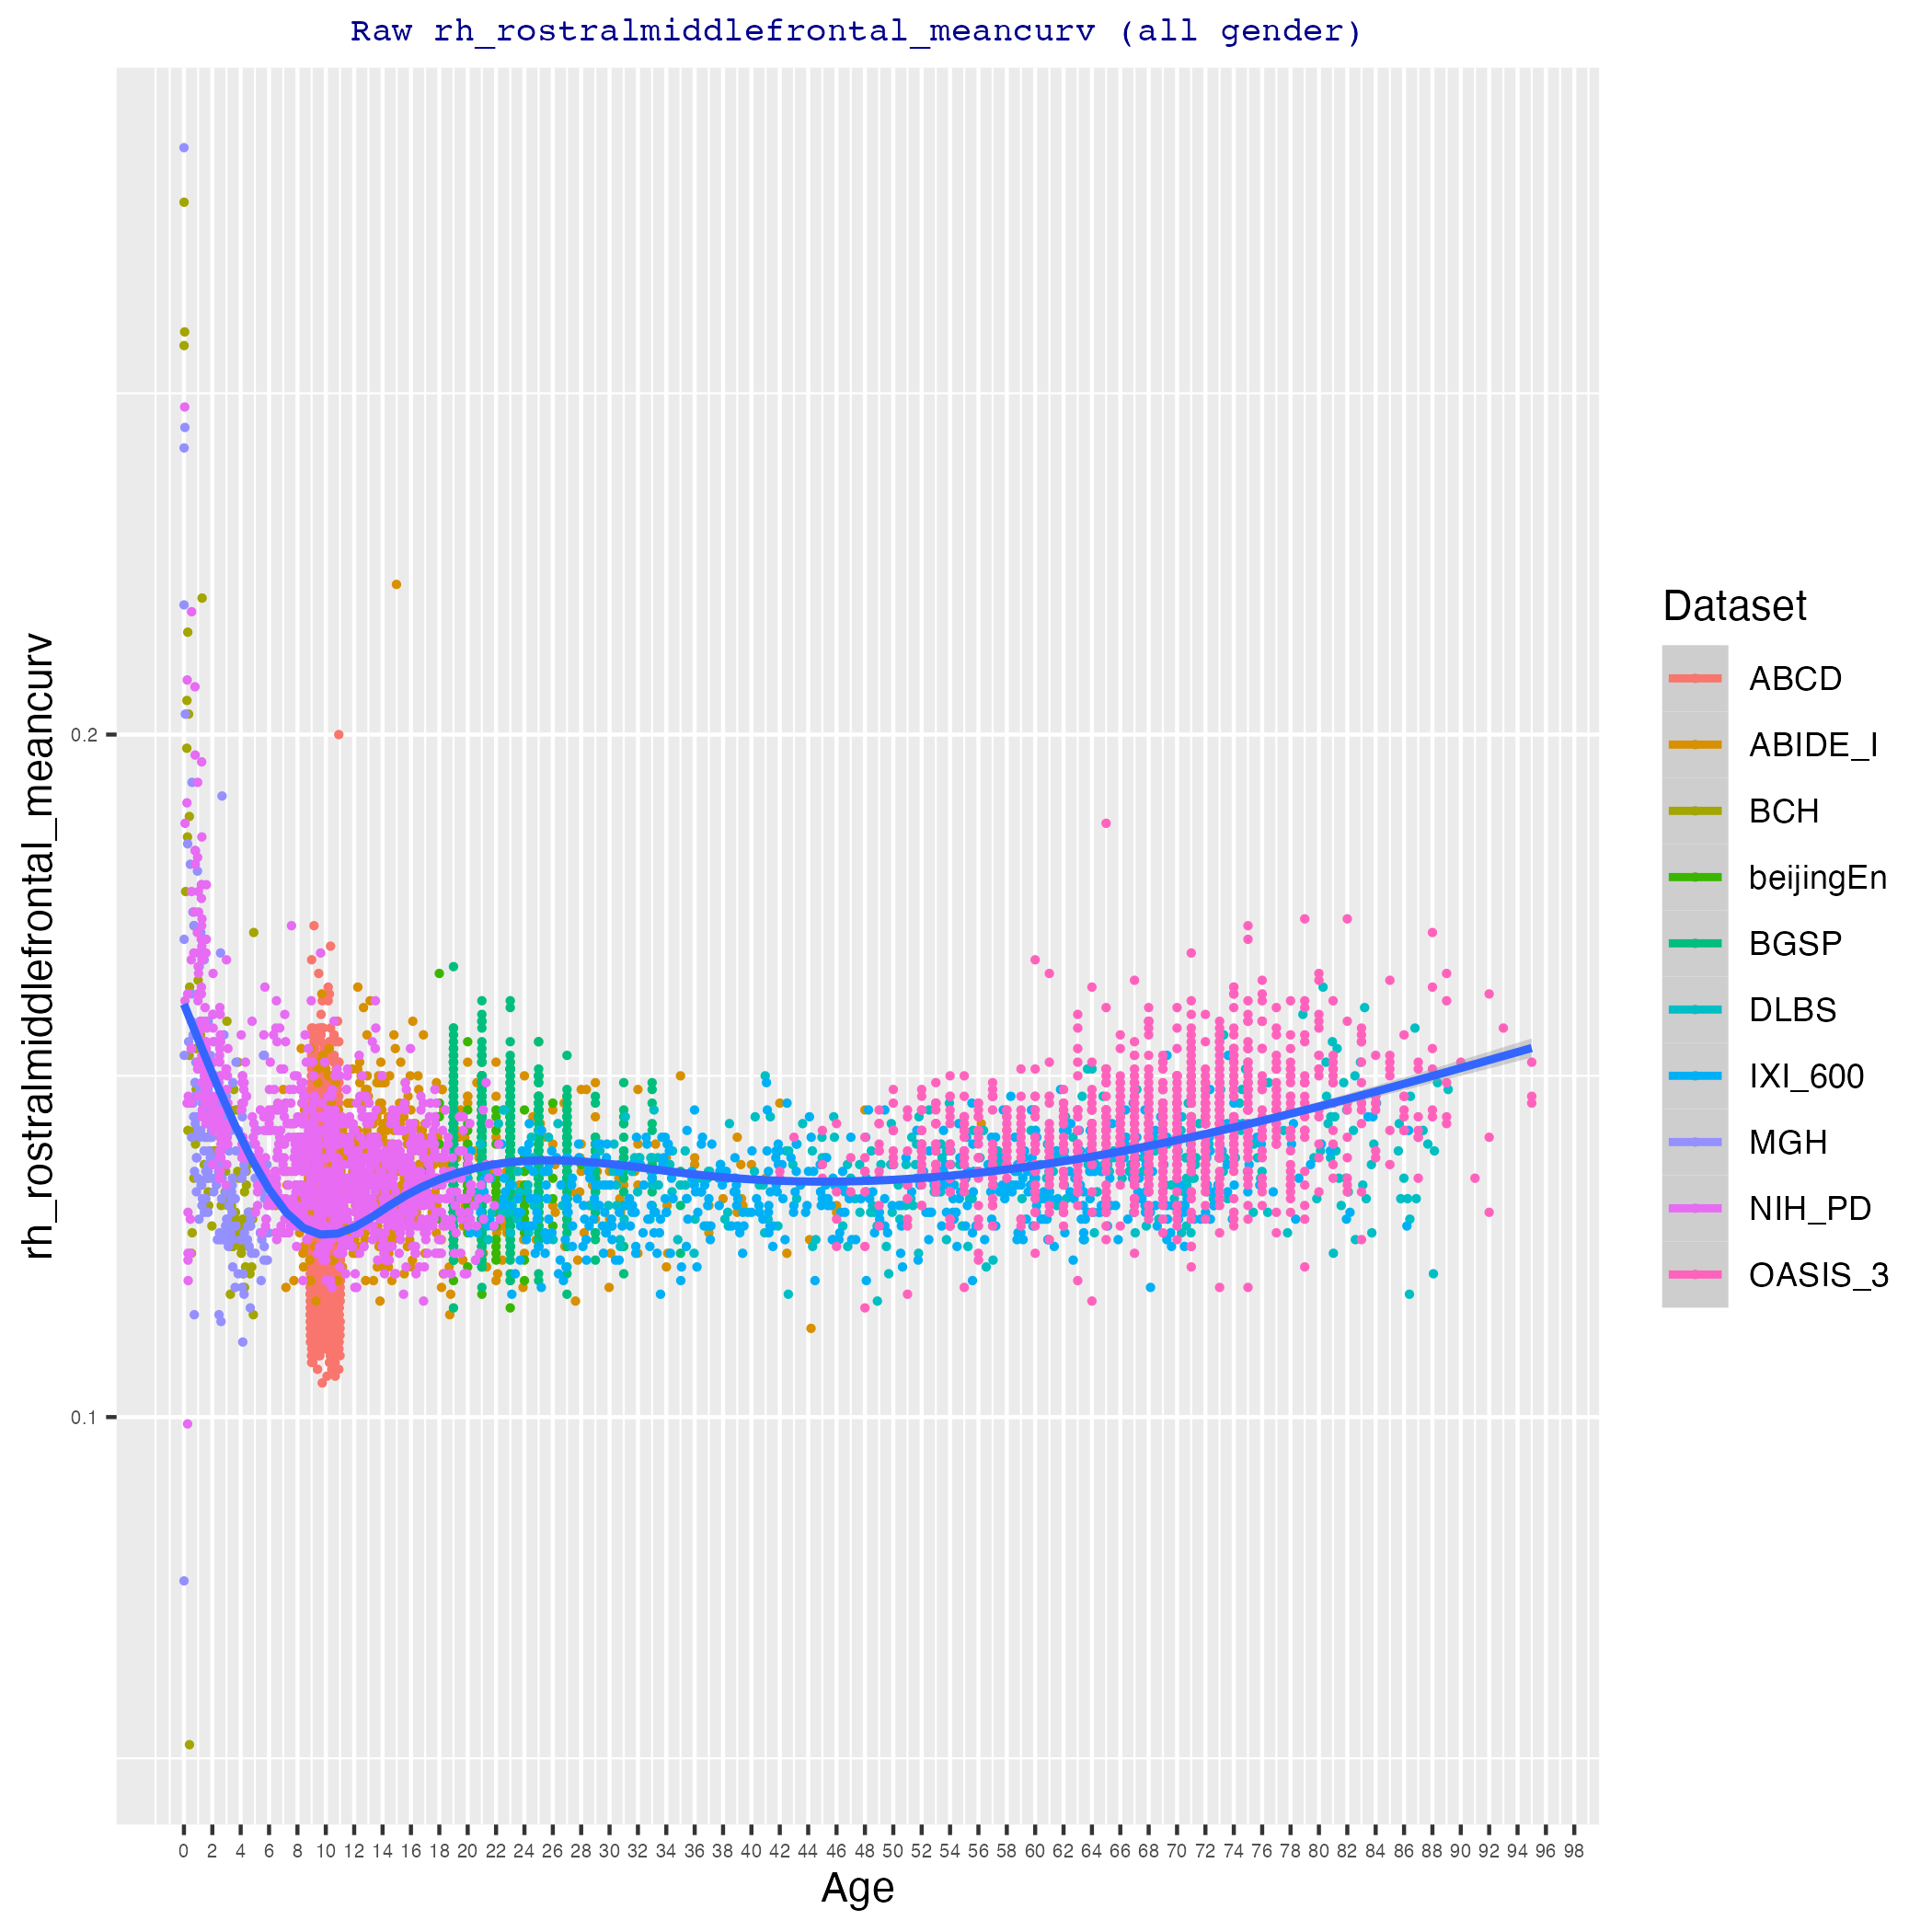 Raw rh_rostralmiddlefrontal_meancurv (all gender)
rh_rostralmiddlefrontal_meancurv
0.2
0.1
0 2 4 6 8 10 12 14 16 18 20 22 24 26 28 30 32 34 36 38 40 42 44 46 48 50 52 54 56 58 60 62 64 66 68 70 72 74 76 78 80 82 84 86 88 90 92 94 96 98
Age
Dataset
ABCD
ABIDE_I
BCH
beijingEn
BGSP
DLBS
IXI_600
MGH
NIH_PD
OASIS_3